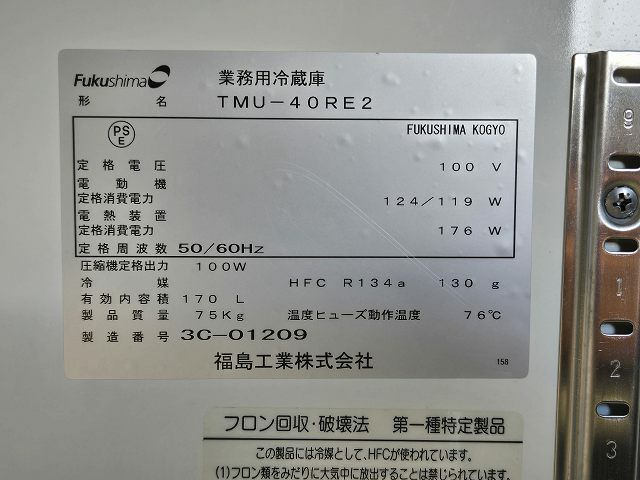 Fukushima 業務用冷蔵庫
形名 TMU-40RE2
PS E FUKUSHIMA KOGYO
定格電圧 100 V
電動機
定格消費電力 124/119 W
電熱装置
定格消費電力 176 W
定格周波数 50/60Hz
圧縮機定格出力 100W
冷媒 HFC R134a 130 g
有効内容積 170 L
製品質量 75Kg 温度ヒューズ動作温度 76℃
製造番号 3C-01209
福島工業株式会社 158
フロン回収・破壊法 第一種特定製品
この製品には冷媒として、HFCが使われています。
(1)フロン類をみだりに大気中に放出することは禁じられています。
1
2
3